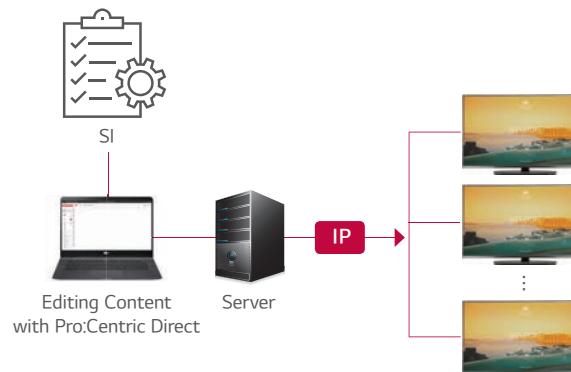 SI
Editing Content
with Pro:Centric Direct
Server
IP